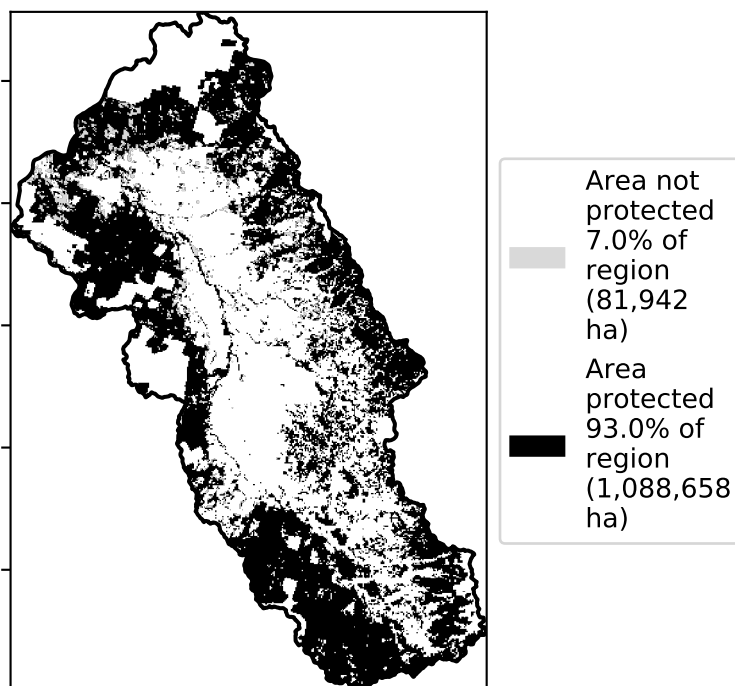 Area not
protected
7.0% of
region
(81,942
ha)
Area
protected
93.0% of
region
(1,088,658
ha)